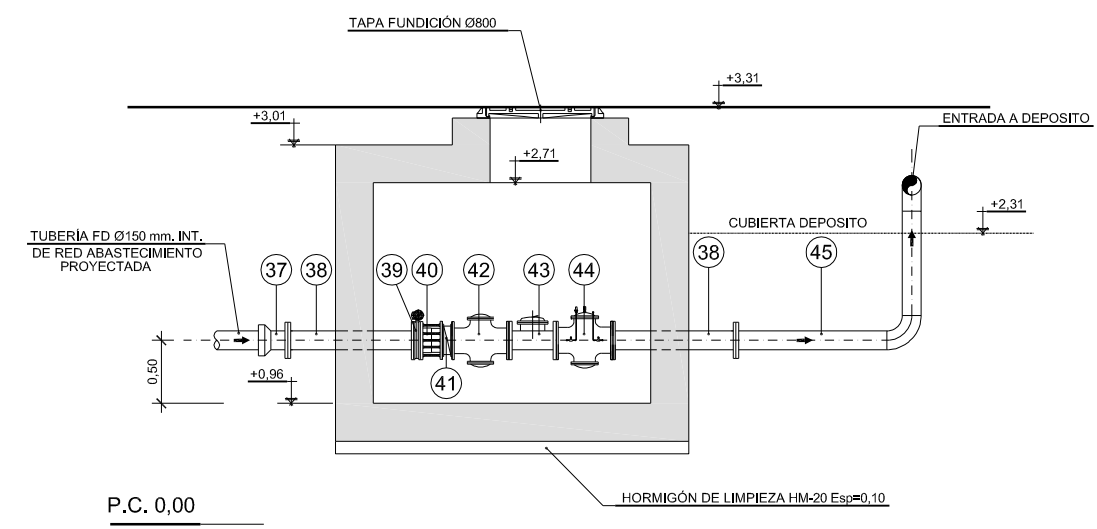 TAPA FUNDICIÓN Ø800
+3,31
+3,01
ENTRADA A DEPOSITO
+2,71
+2,31
CUBIERTA DEPOSITO
TUBERÍA FD Ø150 mm. INT.
DE RED ABASTECIMIENTO
PROYECTADA
37
38
39
40
42
43
44
38
45
41
0,50
+0,96
HORMIGÓN DE LIMPIEZA HM-20 Esp=0,10
P.C. 0,00